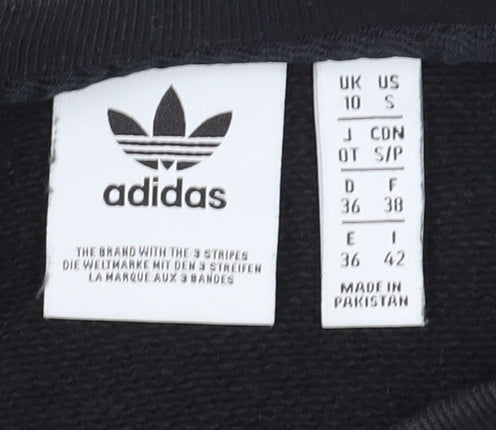 adidas
THE BRAND WITH THE 3 STRIPES
DIE WELTMARKE MIT DEN 3 STREIFEN
LA MARQUE AUX 3 BANDES
UK US
10 S
J CDN
OT S/P
D F
36 38
E I
36 42
MADE IN
PAKISTAN